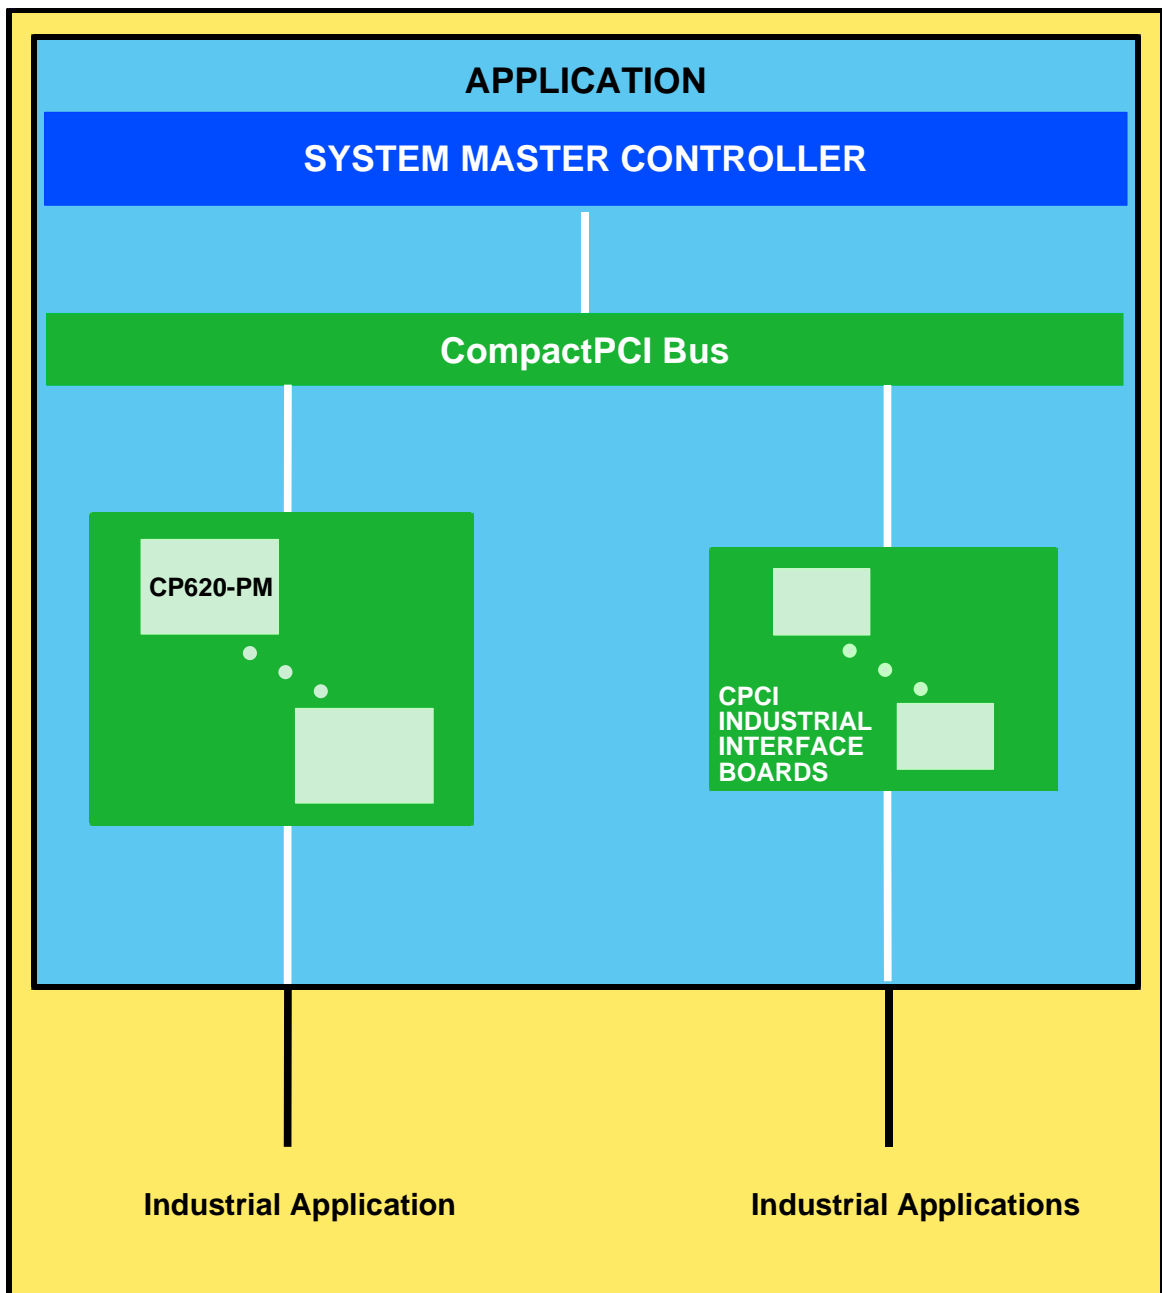 APPLICATION
SYSTEM MASTER CONTROLLER
CompactPCI Bus
CP620-PM
CPCI
INDUSTRIAL
INTERFACE
BOARDS
Industrial Application
Industrial Applications